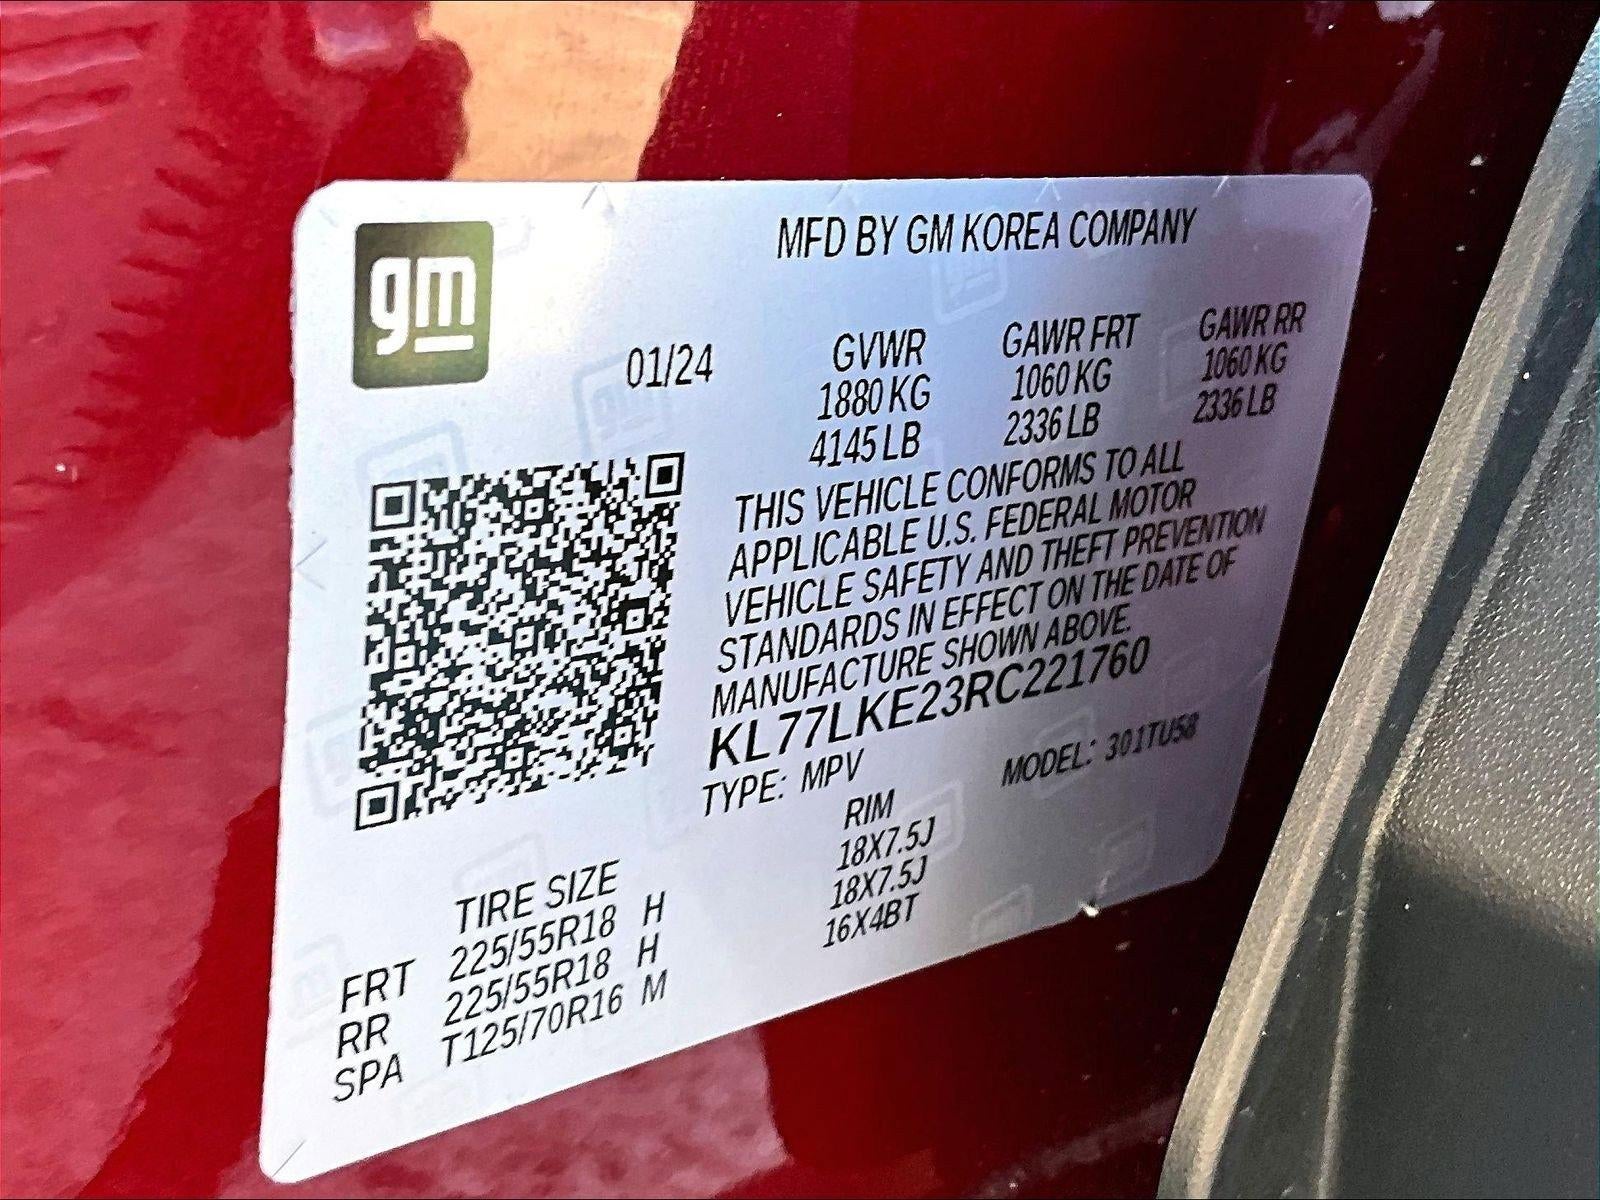 gm
MFD BY GM KOREA COMPANY
01/24 GVWR GAWR FRT GAWR RR
1880 KG 1060 KG 1060 KG
4145 LB 2336 LB 2336 LB
THIS VEHICLE CONFORMS TO ALL
APPLICABLE U.S. FEDERAL MOTOR
VEHICLE SAFETY AND THEFT PREVENTION
STANDARDS IN EFFECT ON THE DATE OF
MANUFACTURE SHOWN ABOVE.
KL77LKE23RC221760
TYPE: MPV MODEL: 301TU58
TIRE SIZE RIM
FRT 225/55R18 H 18X7.5J
RR 225/55R18 H 18X7.5J
SPA T125/70R16 M 16X4BT